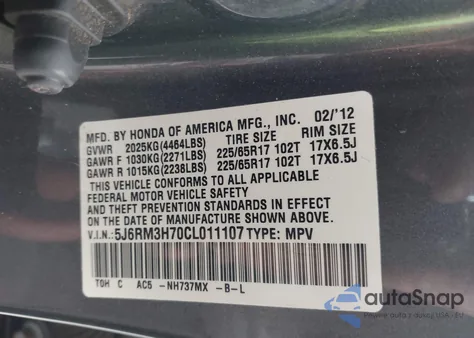 MFD. BY HONDA OF AMERICA MFG., INC. 02/'12
GVWR 2025KG(4464LBS) TIRE SIZE RIM SIZE
GAWR F 1030KG(2271LBS) 225/65R17 102T 17X6.5J
GAWR R 1015KG(2238LBS) 225/65R17 102T 17X6.5J
THIS VEHICLE CONFORMS TO ALL APPLICABLE
FEDERAL MOTOR VEHICLE SAFETY
AND THEFT PREVENTION STANDARDS IN EFFECT
ON THE DATE OF MANUFACTURE SHOWN ABOVE.
V.I.N.: 5J6RM3H70CL011107 TYPE: MPV
TOH C AC5 -NH737MX -B-L
autoSnap